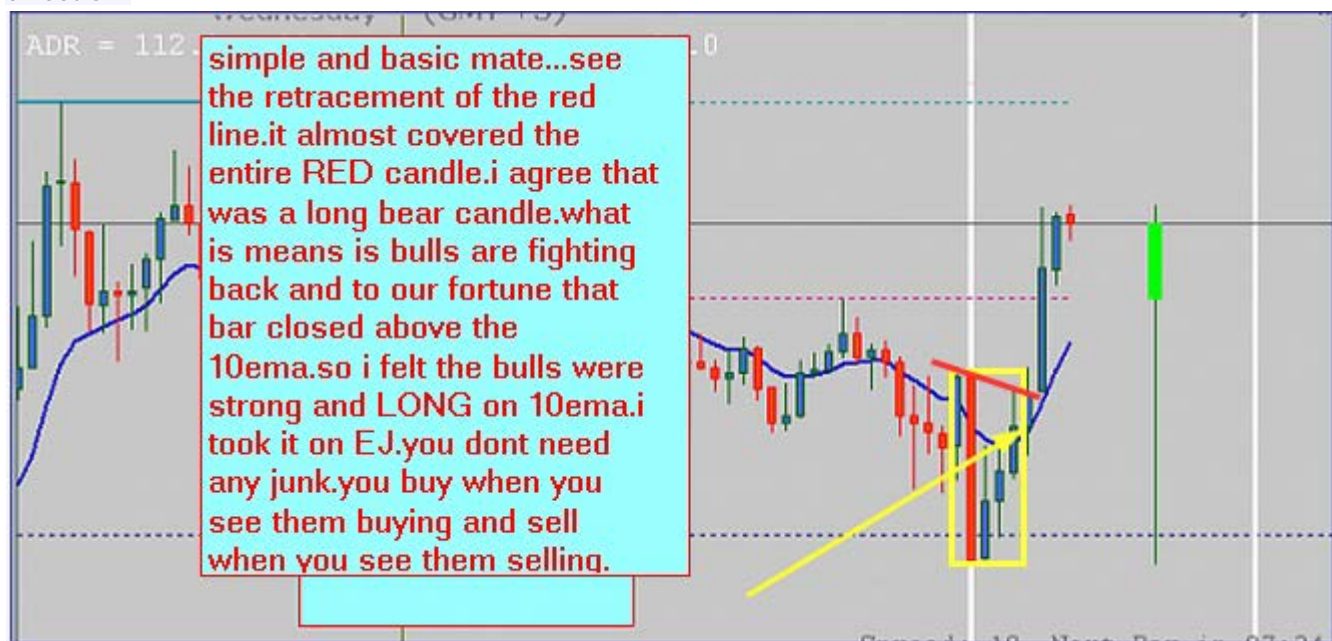 ADR = 112. .0
simple and basic mate...see
the retracement of the red
line.it almost covered the
entire RED candle.i agree that
was a long bear candle.what
is means is bulls are fighting
back and to our fortune that
bar closed above the
10ema.so i felt the bulls were
strong and LONG on 10ema.i
took it on EJ.you dont need
any junk.you buy when you
see them buying and sell
when you see them selling.